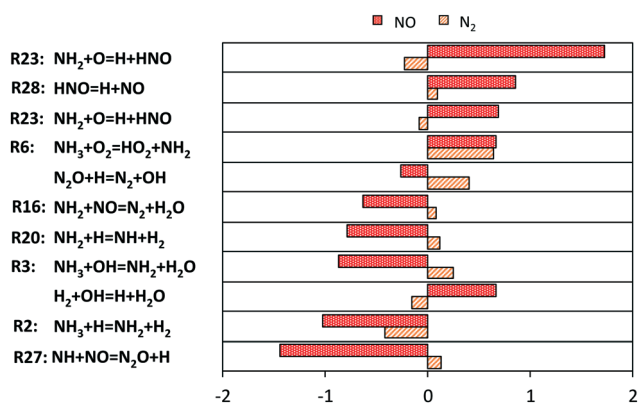 NO N₂
R23: NH₂+O=H+HNO
R28: HNO=H+NO
R23: NH₂+O=H+HNO
R6: NH₃+O₂=HO₂+NH₂
N₂O+H=N₂+OH
R16: NH₂+NO=N₂+H₂O
R20: NH₂+H=NH+H₂
R3: NH₃+OH=NH₂+H₂O
H₂+OH=H+H₂O
R2: NH₃+H=NH₂+H₂
R27: NH+NO=N₂O+H
-2 -1 0 1 2